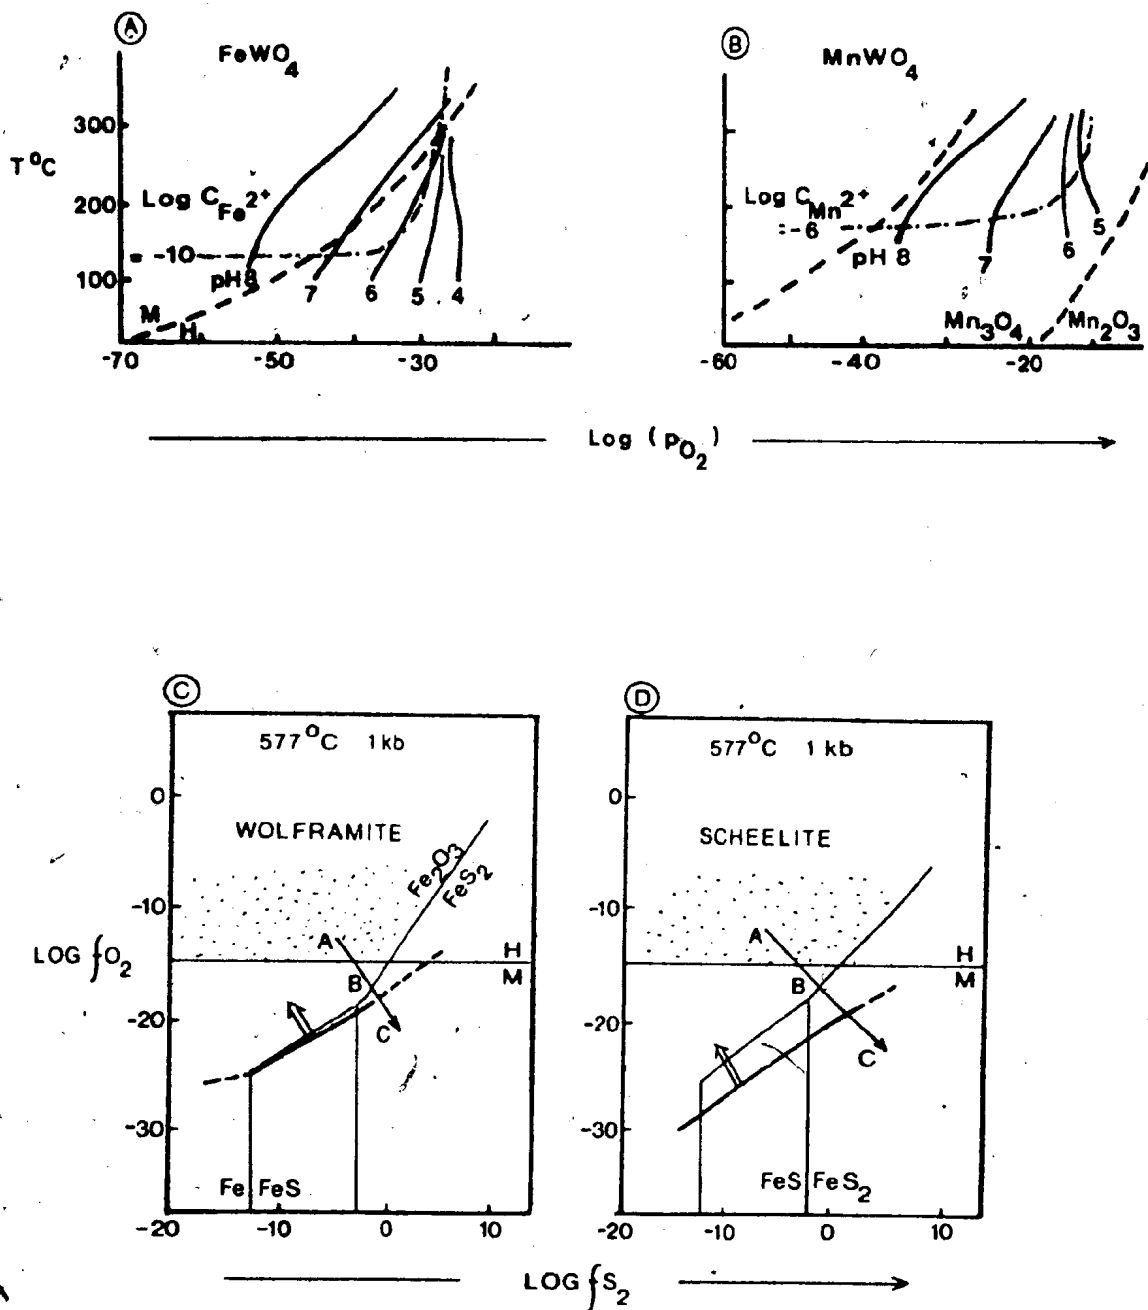 A
FeWO4
T°C
300
200
100
Log CFe2+
= -10
pH8
7
6
5
4
M
H
-70
-50
-30
B
MnWO4
Log CMn2+
=-6
pH 8
7
6
5
Mn3O4
Mn2O3
-60
-40
-20
Log (PO2)
C
577°C 1 kb
WOLFRAMITE
Fe2O3
FeS2
A
B
C
H
M
LOG fO2
0
-10
-20
-30
Fe FeS
-20
-10
0
10
D
577°C 1 kb
SCHEELITE
A
B
C
H
M
0
-10
-20
-30
FeS FeS2
-20
-10
0
10
LOG fS2